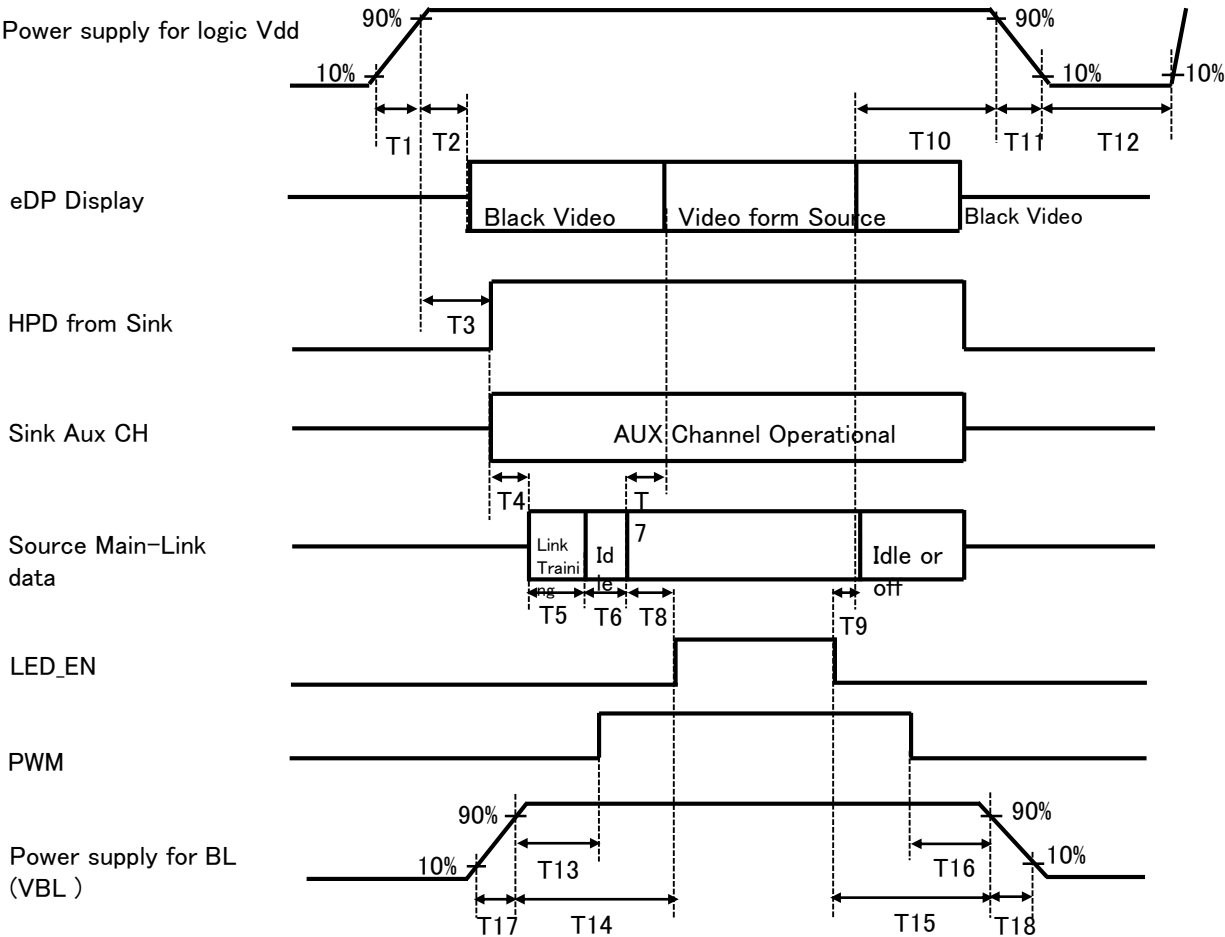 Power supply for logic Vdd
90%
90%
10%
10%
10%
T1
T2
T10
T11
T12
eDP Display
Black Video
Video form Source
Black Video
HPD from Sink
T3
Sink Aux CH
AUX Channel Operational
T4
T
7
Source Main-Link
data
Link
Traini
ng
Id
le
Idle or
off
T5
T6
T8
T9
LED_EN
PWM
90%
90%
Power supply for BL
(VBL )
10%
10%
T13
T16
T17
T14
T15
T18